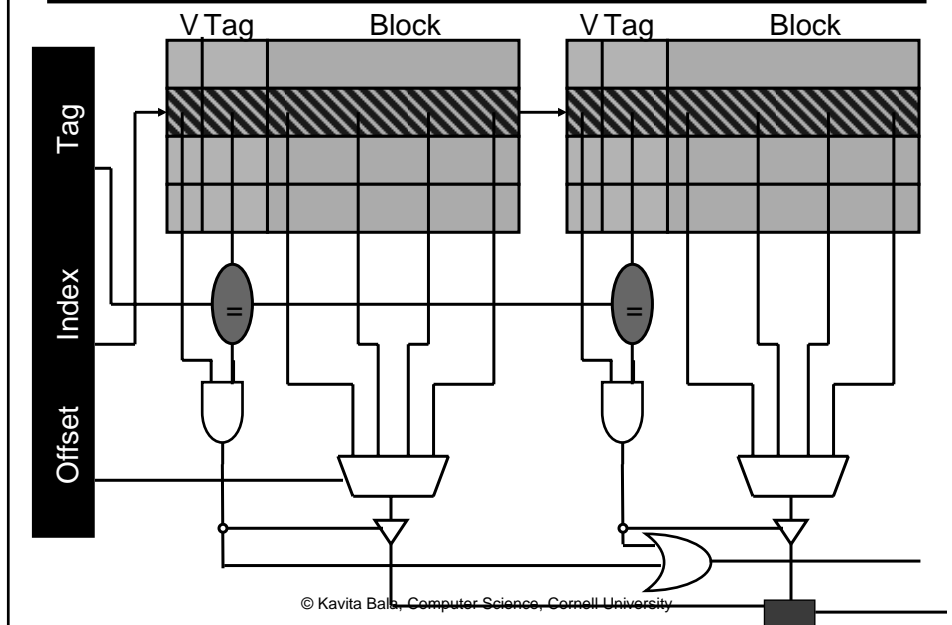 V Tag Block V Tag Block
Tag
Index
Offset
=
=
© Kavita Bala, Computer Science, Cornell University